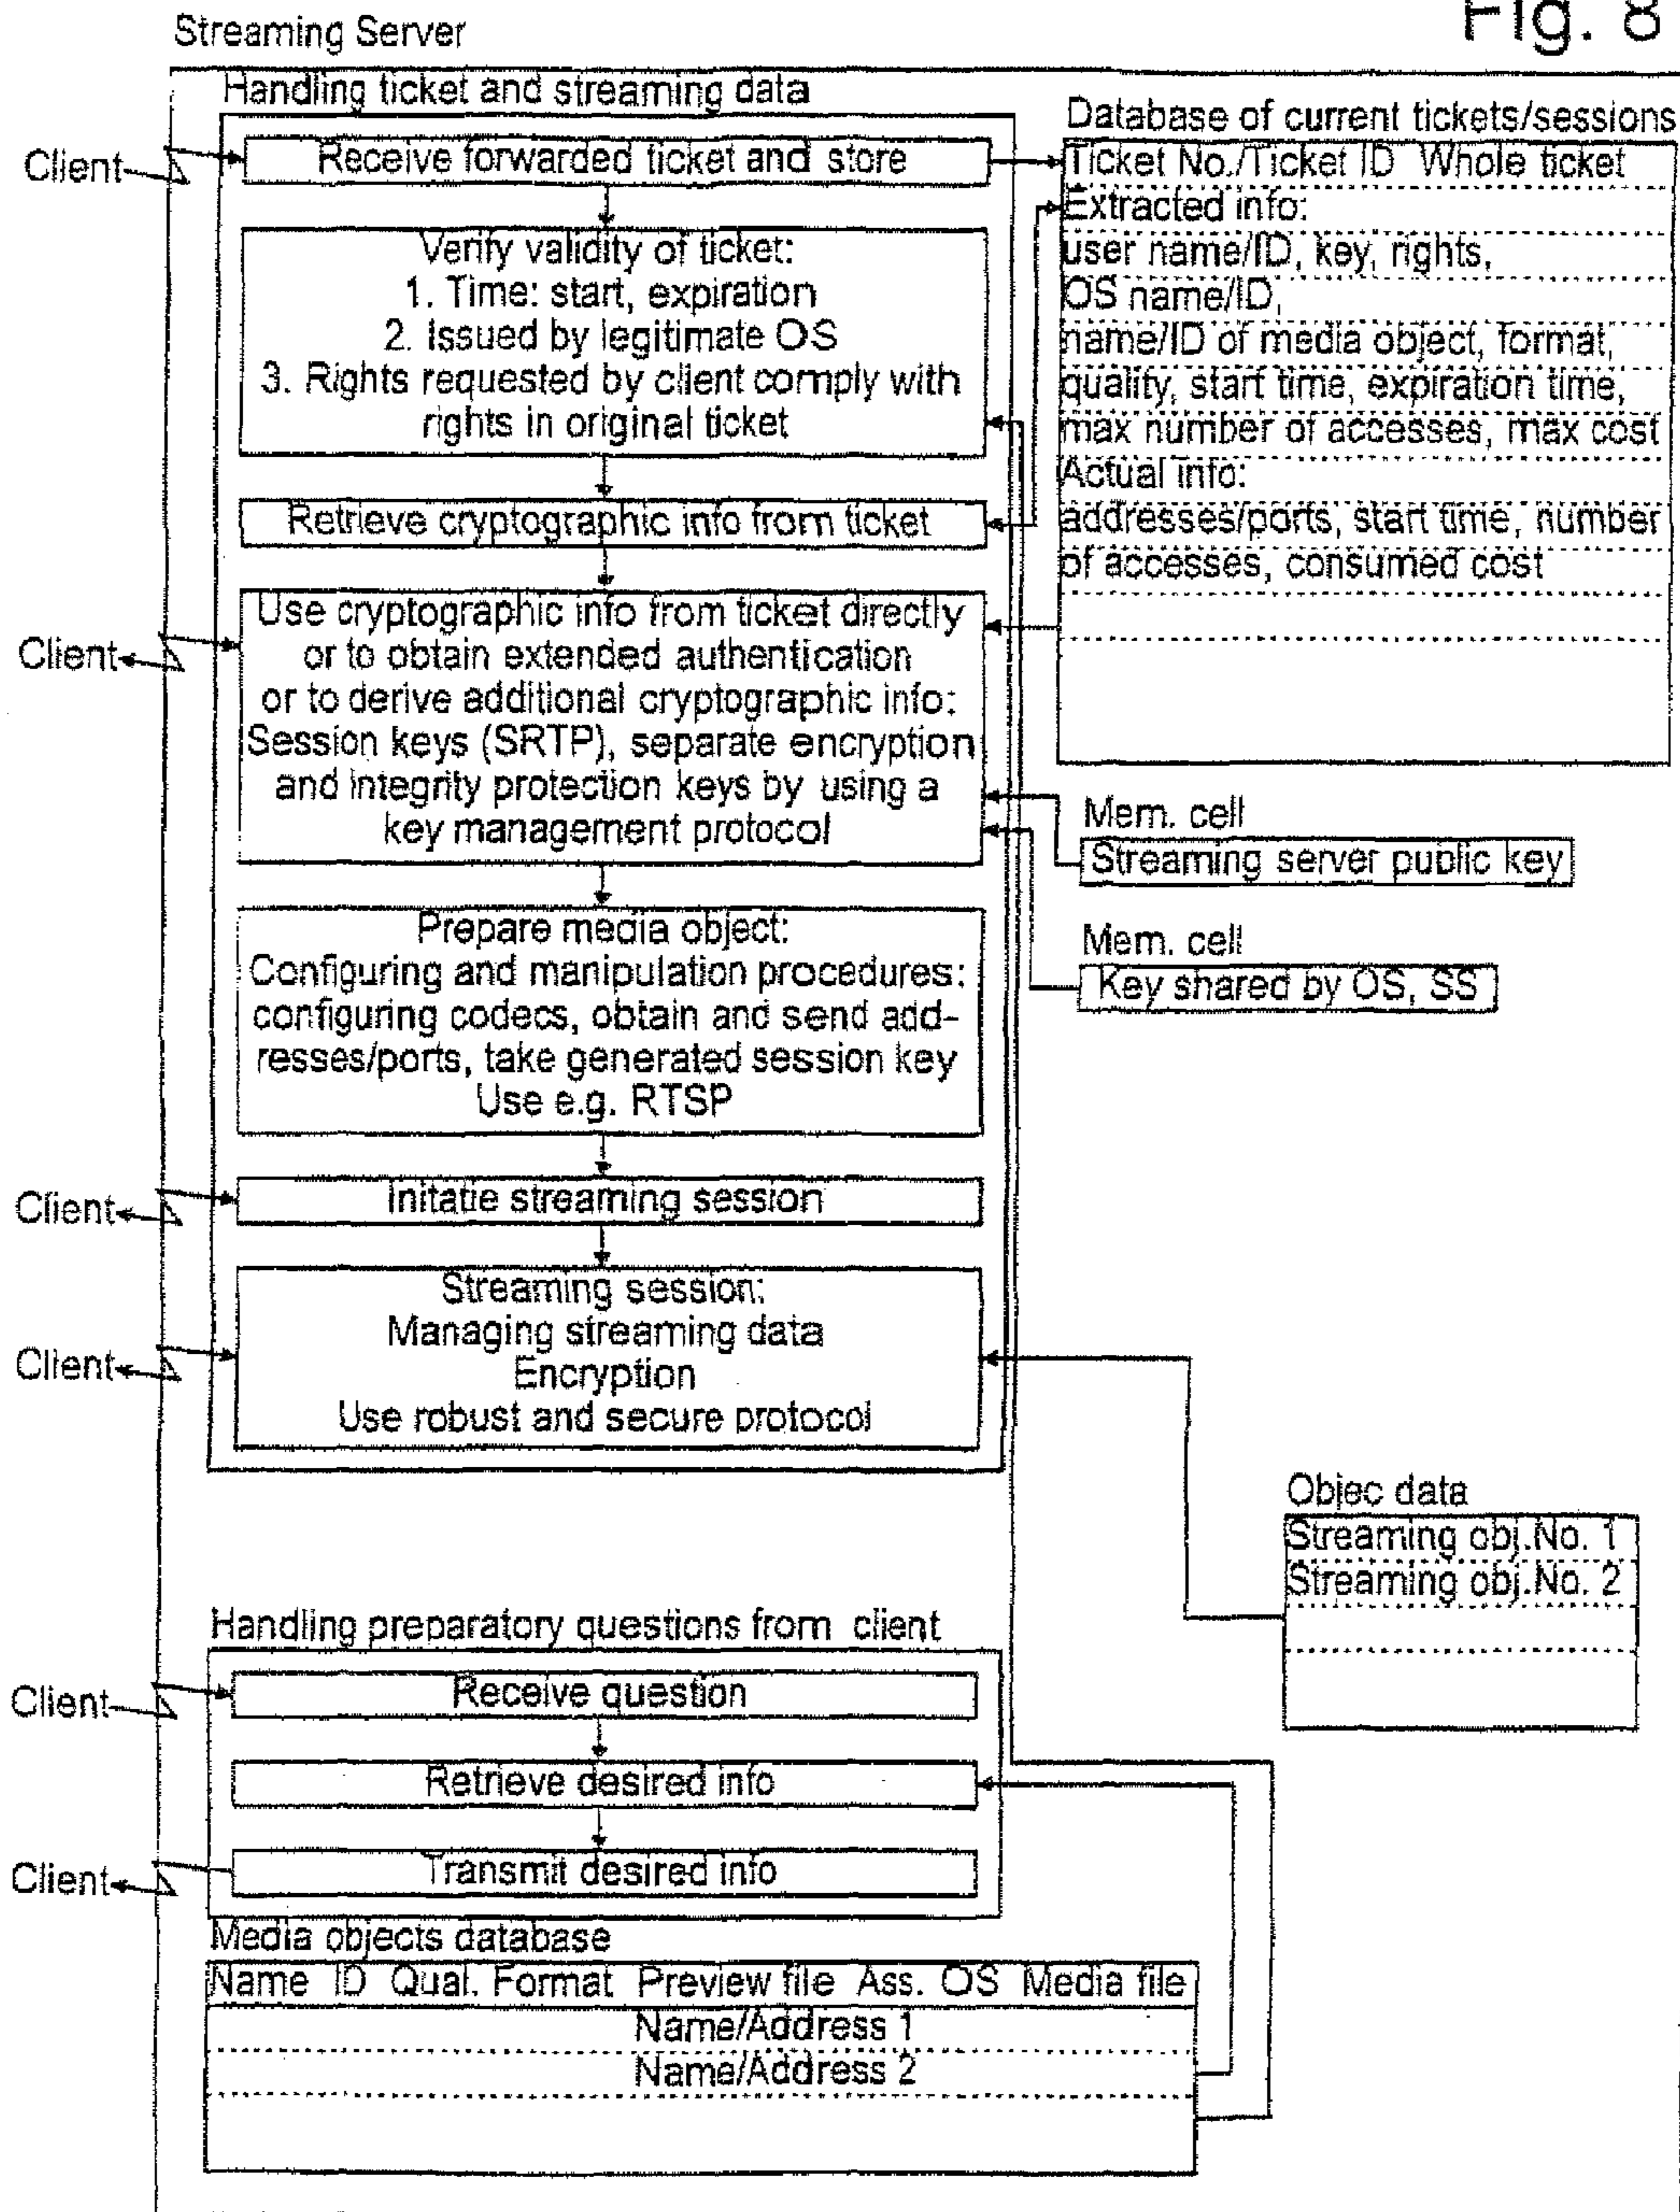 Fig. 8
Streaming Server
Handling ticket and streaming data
Client
Receive forwarded ticket and store
Verify validity of ticket:
1. Time: start, expiration
2. Issued by legitimate OS
3. Rights requested by client comply with
rights in original ticket
Retrieve cryptographic info from ticket
Client
Use cryptographic info from ticket directly
or to obtain extended authentication
or to derive additional cryptographic info:
Session keys (SRTP), separate encryption
and integrity protection keys by using a
key management protocol
Prepare media object:
Configuring and manipulation procedures:
configuring codecs, obtain and send add-
resses/ports, take generated session key
Use e.g. RTSP
Client
Initatie streaming session
Client
Streaming session:
Managing streaming data
Encryption
Use robust and secure protocol
Database of current tickets/sessions
Ticket No./Ticket ID Whole ticket
Extracted info:
user name/ID, key, rights,
OS name/ID,
name/ID of media object, format,
quality, start time, expiration time,
max number of accesses, max cost
Actual info:
addresses/ports, start time, number
of accesses, consumed cost
Mem. cell
Streaming server public key
Mem. cell
Key shared by OS, SS
Objec data
Streaming obj.No. 1
Streaming obj.No. 2
Handling preparatory questions from client
Client
Receive question
Retrieve desired info
Client
Transmit desired info
Media objects database
Name ID Qual. Format Preview file Ass. OS Media file
Name/Address 1
Name/Address 2